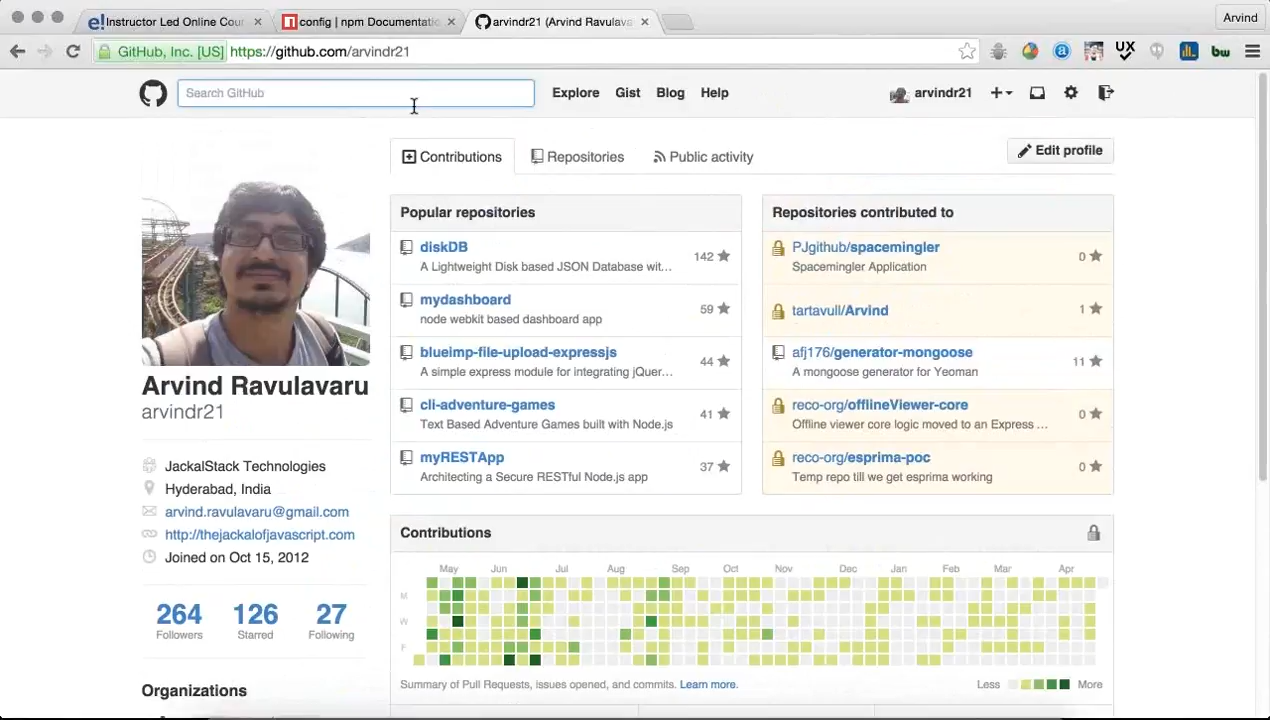 Instructor Led Online Cour
config | npm Documentatio
arvindr21 (Arvind Ravulava
Arvind
GitHub, Inc. [US] https://github.com/arvindr21
UX
bw
Search GitHub
Explore Gist Blog Help
arvindr21
Contributions Repositories Public activity
Edit profile
Popular repositories
diskDB
A Lightweight Disk based JSON Database wit...
142
mydashboard
node webkit based dashboard app
59
blueimp-file-upload-expressjs
A simple express module for integrating jQuer...
44
cli-adventure-games
Text Based Adventure Games built with Node.js
41
myRESTApp
Architecting a Secure RESTful Node.js app
37
Repositories contributed to
PJgithub/spacemingler
Spacemingler Application
0
tartavull/Arvind
1
afj176/generator-mongoose
A mongoose generator for Yeoman
11
reco-org/offlineViewer-core
Offline viewer core logic moved to an Express ...
0
reco-org/esprima-poc
Temp repo till we get esprima working
0
Arvind Ravulavaru
arvindr21
JackalStack Technologies
Hyderabad, India
arvind.ravulavaru@gmail.com
http://thejackalofjavascript.com
Joined on Oct 15, 2012
264 126 27
Followers Starred Following
Organizations
Contributions
May Jun Jul Aug Sep Oct Nov Dec Jan Feb Mar Apr
M
W
F
Summary of Pull Requests, issues opened, and commits. Learn more.
Less More